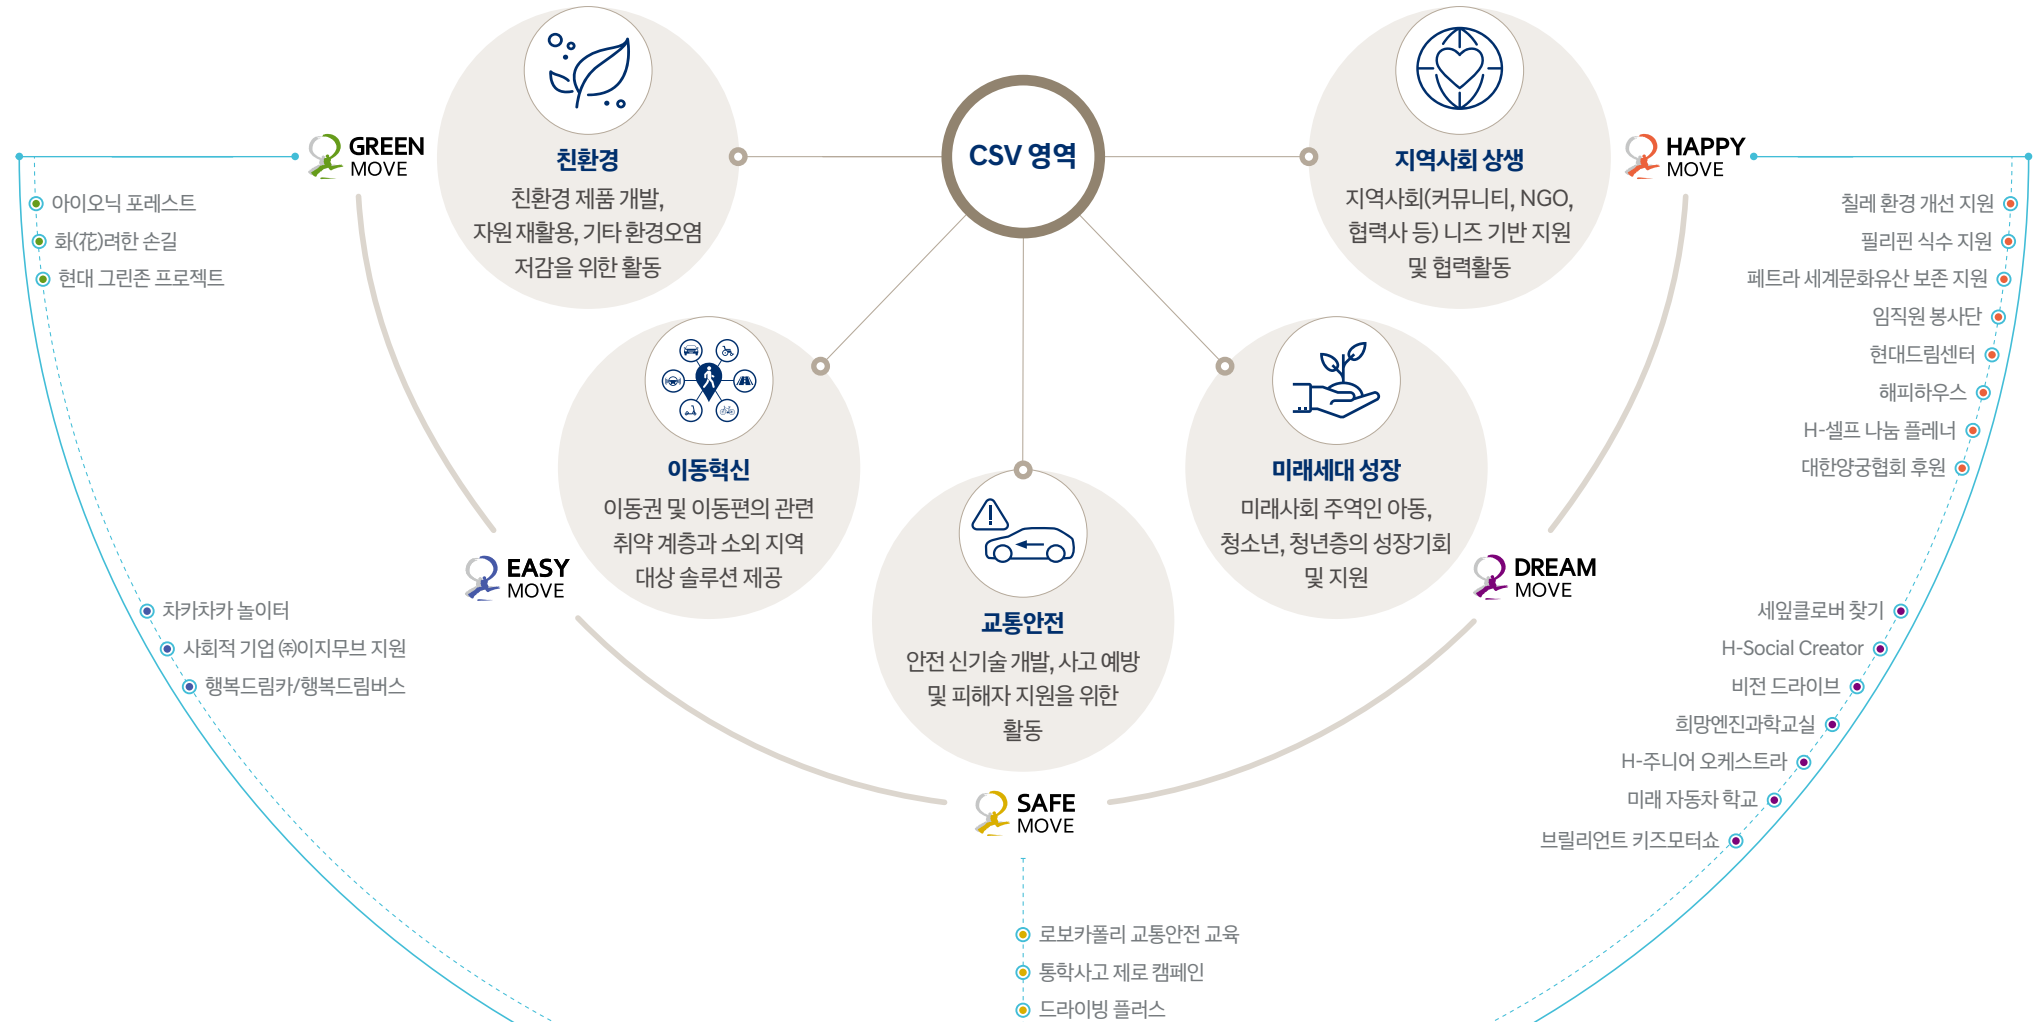 CSV 영역
GREEN
MOVE
친환경
친환경 제품 개발,
자원 재활용, 기타 환경오염
저감을 위한 활동
아이오닉 포레스트
화(花)려한 손길
현대 그린존 프로젝트
EASY
MOVE
이동혁신
이동권 및 이동편의 관련
취약 계층과 소외 지역
대상 솔루션 제공
차카차카 놀이터
사회적 기업 ㈜이지무브 지원
행복드림카/행복드림버스
SAFE
MOVE
교통안전
안전 신기술 개발, 사고 예방
및 피해자 지원을 위한
활동
로보카폴리 교통안전 교육
통학사고 제로 캠페인
드라이빙 플러스
DREAM
MOVE
미래세대 성장
미래사회 주역인 아동,
청소년, 청년층의 성장기회
및 지원
세잎클로버 찾기
H-Social Creator
비전 드라이브
희망엔진과학교실
H-주니어 오케스트라
미래 자동차 학교
브릴리언트 키즈모터쇼
HAPPY
MOVE
지역사회 상생
지역사회(커뮤니티, NGO,
협력사 등) 니즈 기반 지원
및 협력활동
칠레 환경 개선 지원
필리핀 식수 지원
페트라 세계문화유산 보존 지원
임직원 봉사단
현대드림센터
해피하우스
H-셀프 나눔 플레너
대한양궁협회 후원